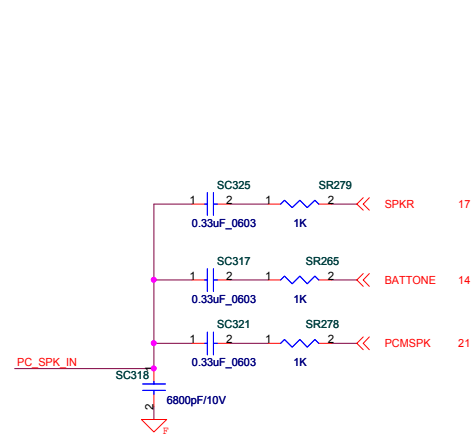 SC325 SR279
1 2 1 2 SPKR 17
0.33uF_0603 1K
SC317 SR265
1 2 1 2 BATTONE 14
0.33uF_0603 1K
SC321 SR278
1 2 1 2 PCMSPK 21
0.33uF_0603 1K
PC_SPK_IN
SC318 1
6800pF/10V
2
F